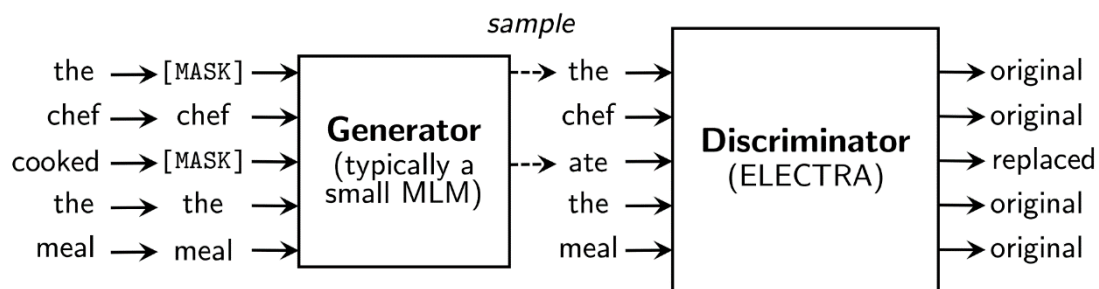 sample
the [MASK] the original
chef chef chef original
cooked [MASK] ate replaced
the the the original
meal meal meal original
Generator
(typically a
small MLM)
Discriminator
(ELECTRA)